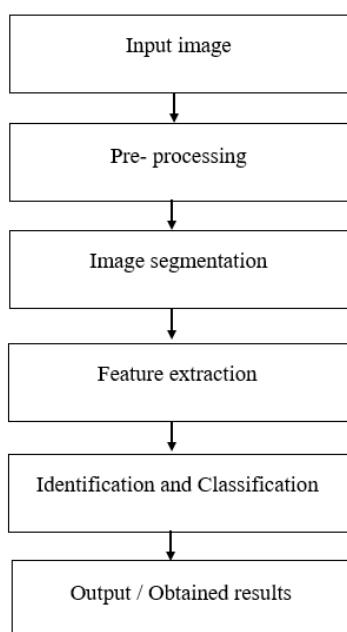 Input image
Pre- processing
Image segmentation
Feature extraction
Identification and Classification
Output / Obtained results